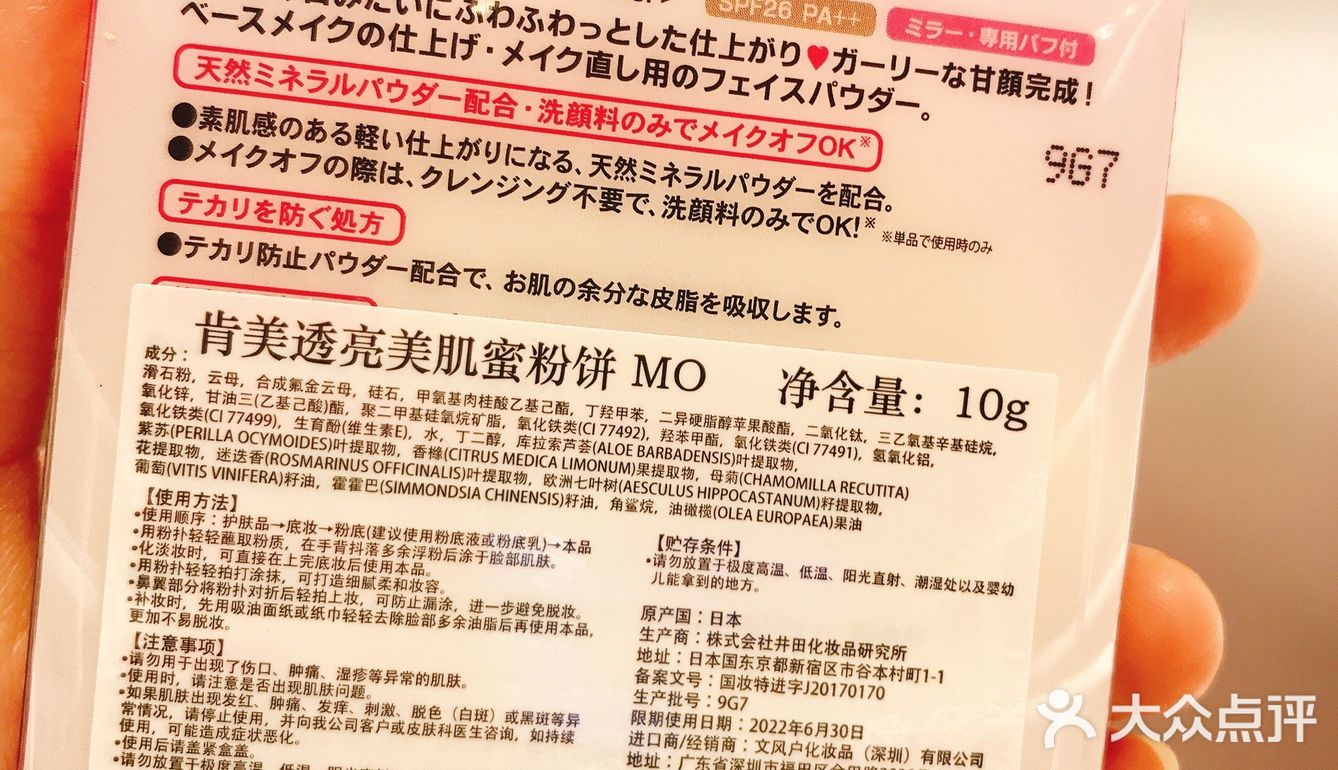 SPF26 PA++
ミラー・専用パフ付
みたいにふわふわっとした仕上がり♥ガーリーな甘顔完成!
ベースメイクの仕上げ・メイク直し用のフェイスパウダー。
天然ミネラルパウダー配合・洗顔料のみでメイクオフOK※
●素肌感のある軽い仕上がりになる、天然ミネラルパウダーを配合。
●メイクオフの際は、クレンジング不要で、洗顔料のみでOK!※ ※単品で使用時のみ
9G7
テカリを防ぐ処方
●テカリ防止パウダー配合で、お肌の余分な皮脂を吸収します。
肯美透亮美肌蜜粉饼 MO 净含量：10g
成分：
滑石粉，云母，合成氟金云母，硅石，甲氧基肉桂酸乙基己酯，丁羟甲苯，二异硬脂醇苹果酸酯，二氧化钛，三乙氧基辛基硅烷，
氧化锌，甘油三(乙基己酸)酯，聚二甲基硅氧烷，矿脂，氧化铁类(CI 77492)，羟苯甲酯，氧化铁类(CI 77491)，氢氧化铝，
氧化铁类(CI 77499)，生育酚(维生素E)，水，丁二醇，库拉索芦荟(ALOE BARBADENSIS)叶提取物，
紫苏(PERILLA OCYMOIDES)叶提取物，香橼(CITRUS MEDICA LIMONUM)果提取物，母菊(CHAMOMILLA RECUTITA)
花提取物，迷迭香(ROSMARINUS OFFICINALIS)叶提取物，欧洲七叶树(AESCULUS HIPPOCASTANUM)籽提取物，
葡萄(VITIS VINIFERA)籽油，霍霍巴(SIMMONDSIA CHINENSIS)籽油，角鲨烷，油橄榄(OLEA EUROPAEA)果油
【使用方法】
•使用顺序：护肤品→底妆→粉底(建议使用粉底液或粉底乳)→本品
•用粉扑轻轻蘸取粉质，在手背抖落多余浮粉后涂于脸部肌肤。
•化淡妆时，可直接在上完底妆后使用本品。
•用粉扑轻轻拍打涂抹，可打造细腻柔和妆容。
•鼻翼部分将粉扑对折后轻拍上妆，可防止漏涂，进一步避免脱妆。
•补妆时，先用吸油面纸或纸巾轻轻去除脸部多余油脂后再使用本品，
更加不易脱妆。
【注意事项】
•请勿用于出现了伤口、肿痛、湿疹等异常的肌肤。
•使用时，请注意是否出现肌肤问题。
•如果肌肤出现发红、肿痛、发痒、刺激、脱色（白斑）或黑斑等异
常情况，请停止使用，并向我公司客户或皮肤科医生咨询，如持续
使用，可能造成症状恶化。
•使用后请盖紧盒盖。
•请勿放置于极度高温、低温、阳光
【贮存条件】
•请勿放置于极度高温、低温、阳光直射、潮湿处以及婴幼
儿能拿到的地方。
原产国：日本
生产商：株式会社井田化妆品研究所
地址：日本国东京都新宿区市谷本村町1-1
备案文号：国妆特进字J20170170
生产批号：9G7
限期使用日期：2022年6月30日
进口商/经销商：文风户化妆品（深圳）有限公司
地址：广东省深圳市福田区
大众点评